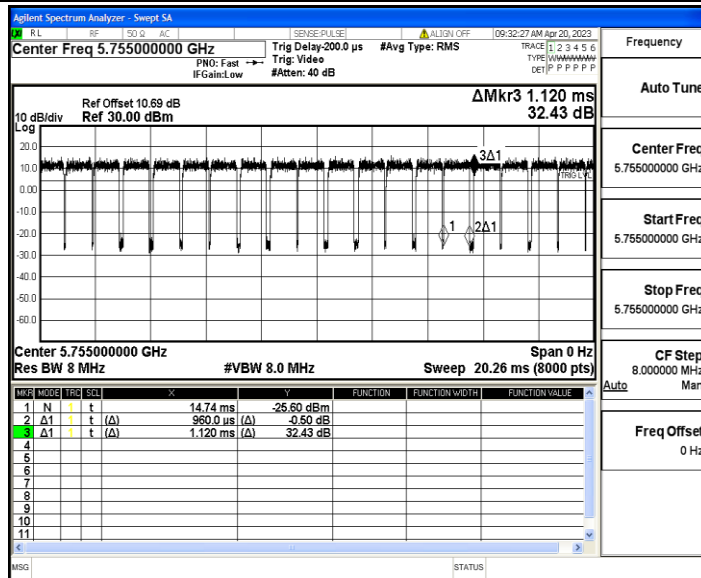 Agilent Spectrum Analyzer - Swept SA
RL RF 50 Ω AC SENSE:PULSE ALIGN OFF 09:32:27 AM Apr 20, 2023
Center Freq 5.755000000 GHz
PNO: Fast
IFGain:Low
Trig Delay-200.0 µs
Trig: Video
#Atten: 40 dB
#Avg Type: RMS
TRACE 1 2 3 4 5 6
TYPE
DET P P P P P P
ΔMkr3 1.120 ms
32.43 dB
Ref Offset 10.69 dB
10 dB/div Ref 30.00 dBm
Log
20.0
10.0
0.00
-10.0
-20.0
-30.0
-40.0
-50.0
-60.0
3Δ1
TRIG LVL
1
2Δ1
Center 5.755000000 GHz Span 0 Hz
Res BW 8 MHz #VBW 8.0 MHz Sweep 20.26 ms (8000 pts)
MKR MODE TRC SCL X Y FUNCTION FUNCTION WIDTH FUNCTION VALUE
1 N 1 t 14.74 ms -25.60 dBm
2 Δ1 1 t (Δ) 960.0 µs (Δ) -0.50 dB
3 Δ1 1 t (Δ) 1.120 ms (Δ) 32.43 dB
4
5
6
7
8
9
10
11
MSG STATUS
Frequency
Auto Tune
Center Freq
5.755000000 GHz
Start Freq
5.755000000 GHz
Stop Freq
5.755000000 GHz
CF Step
8.000000 MHz
Auto Man
Freq Offset
0 Hz